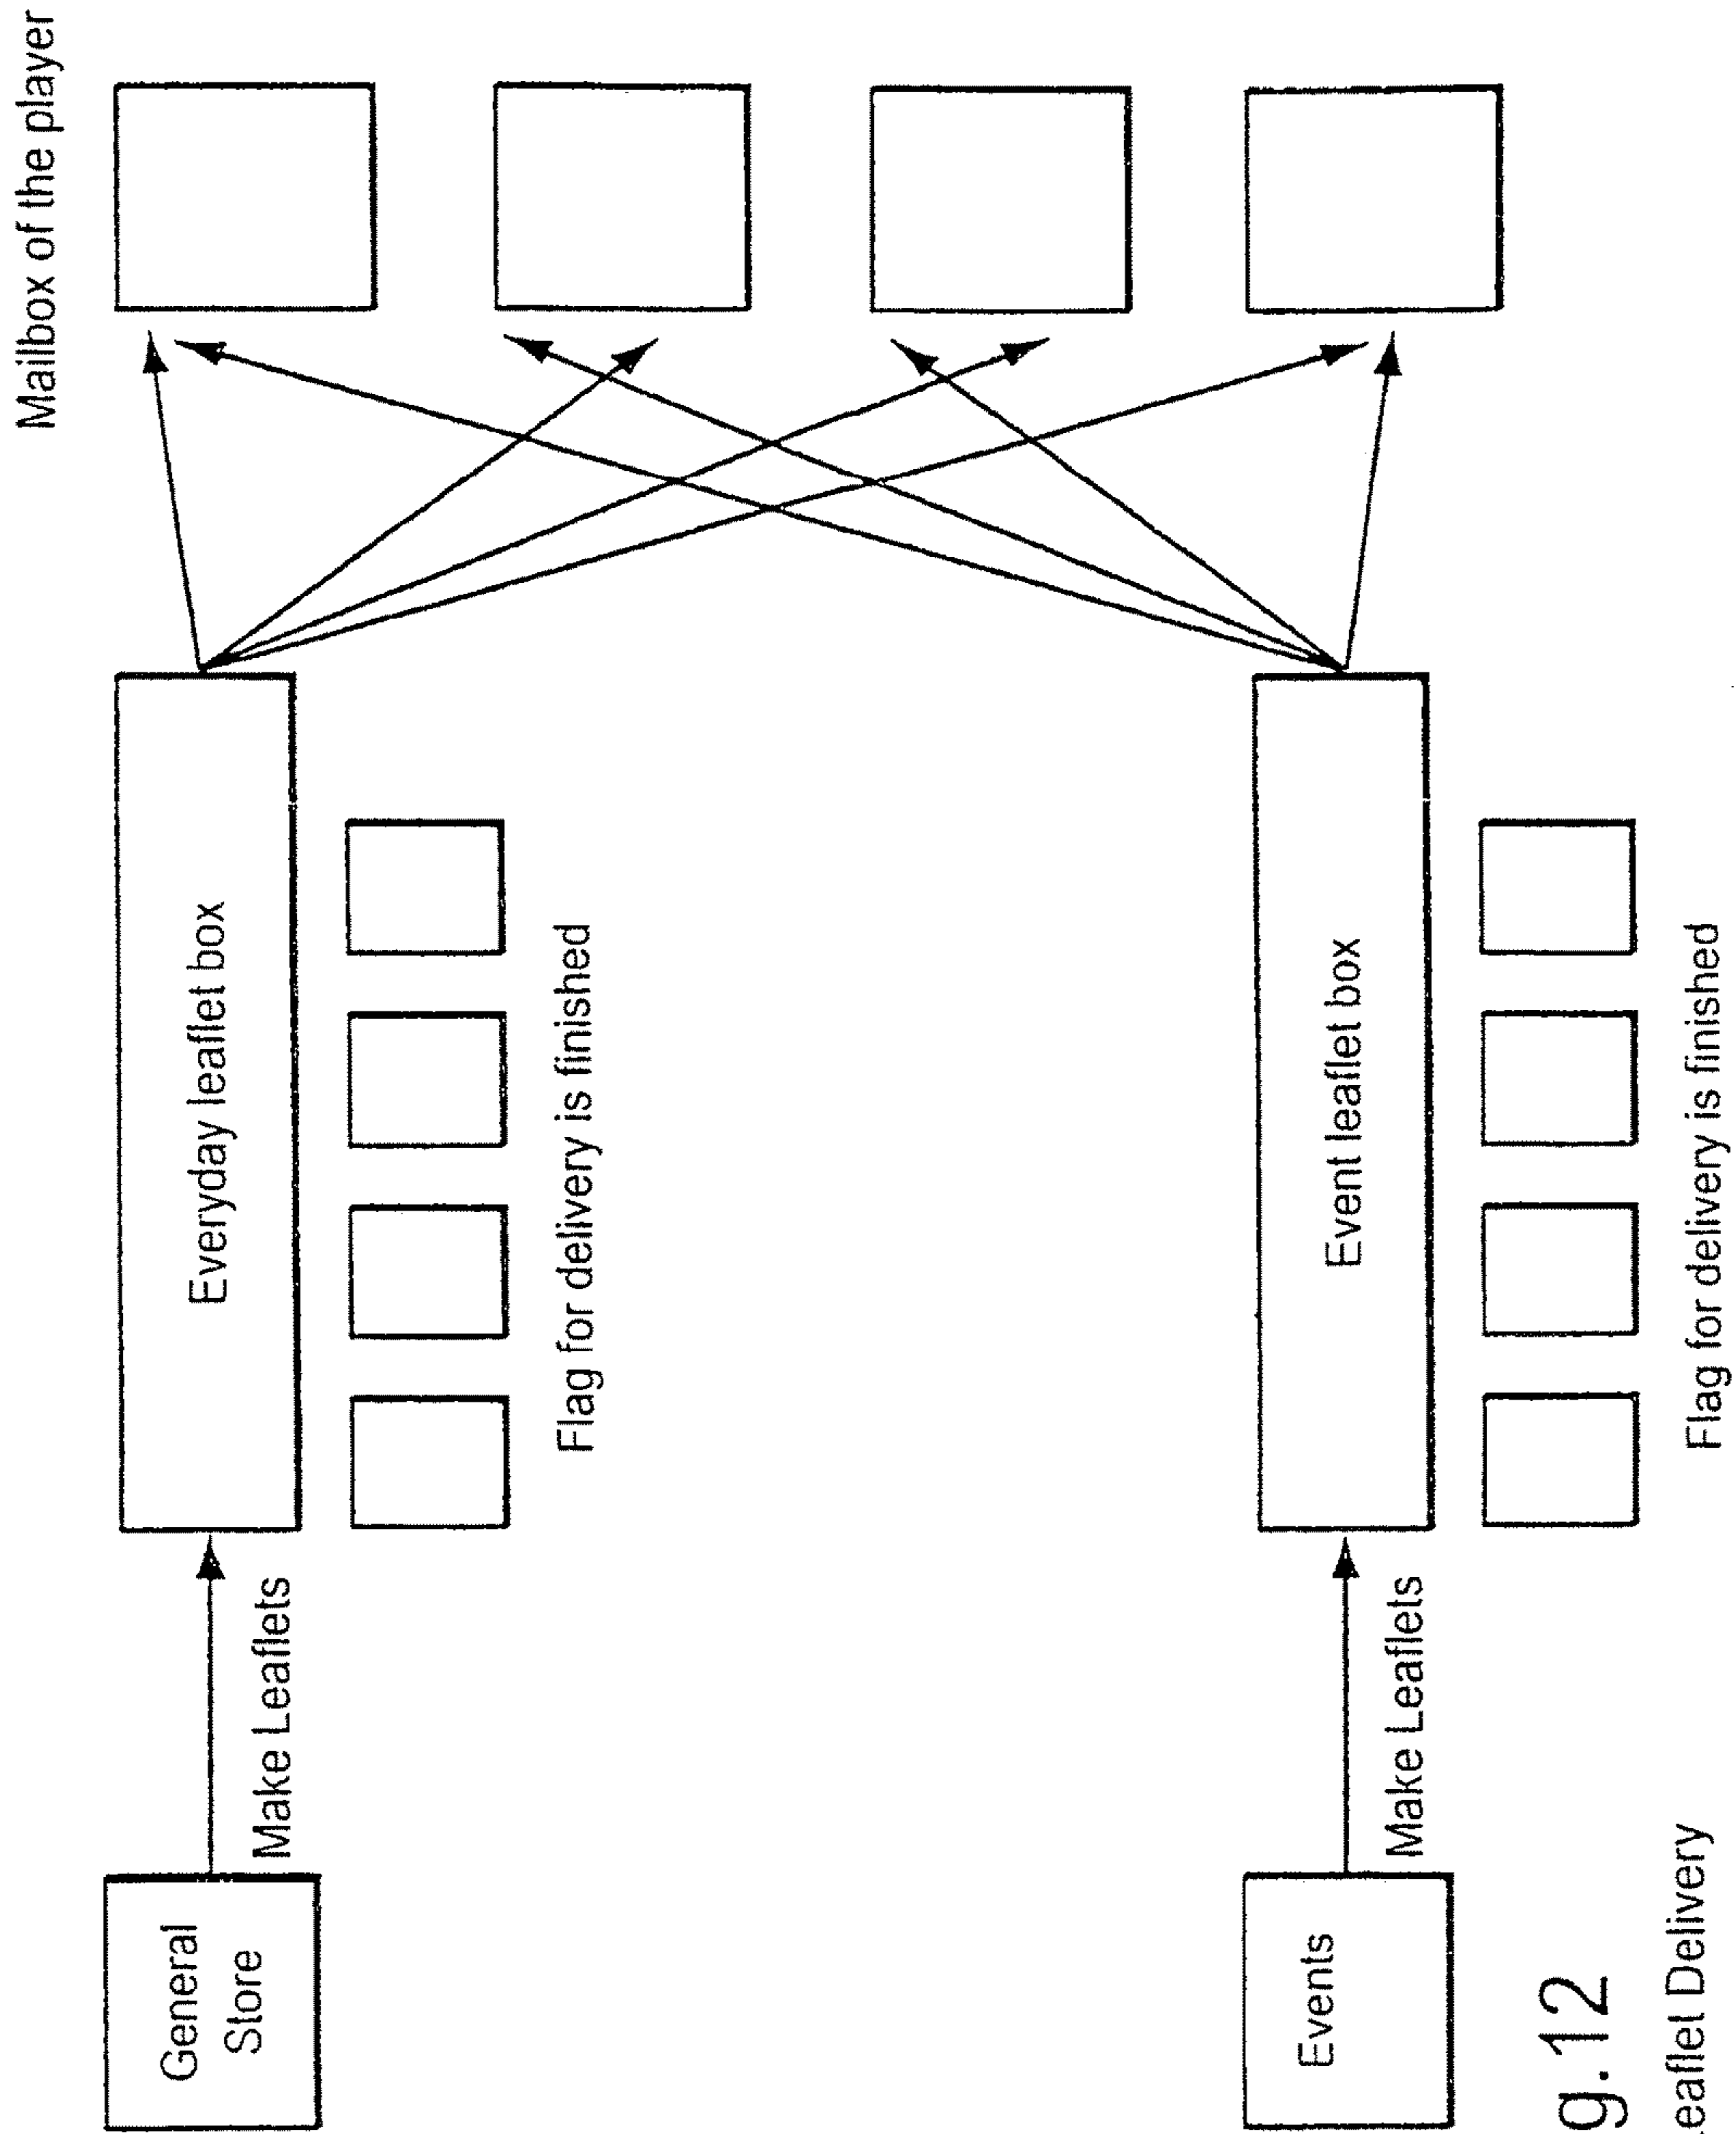 Mailbox of the player
General
Store
Make Leaflets
Everyday leaflet box
Flag for delivery is finished
Events
Make Leaflets
Event leaflet box
Flag for delivery is finished
g.12
eaflet Delivery